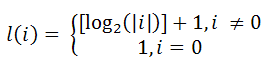 l(i) = {[log₂(|i|)] + 1, i ≠ 0
1, i = 0